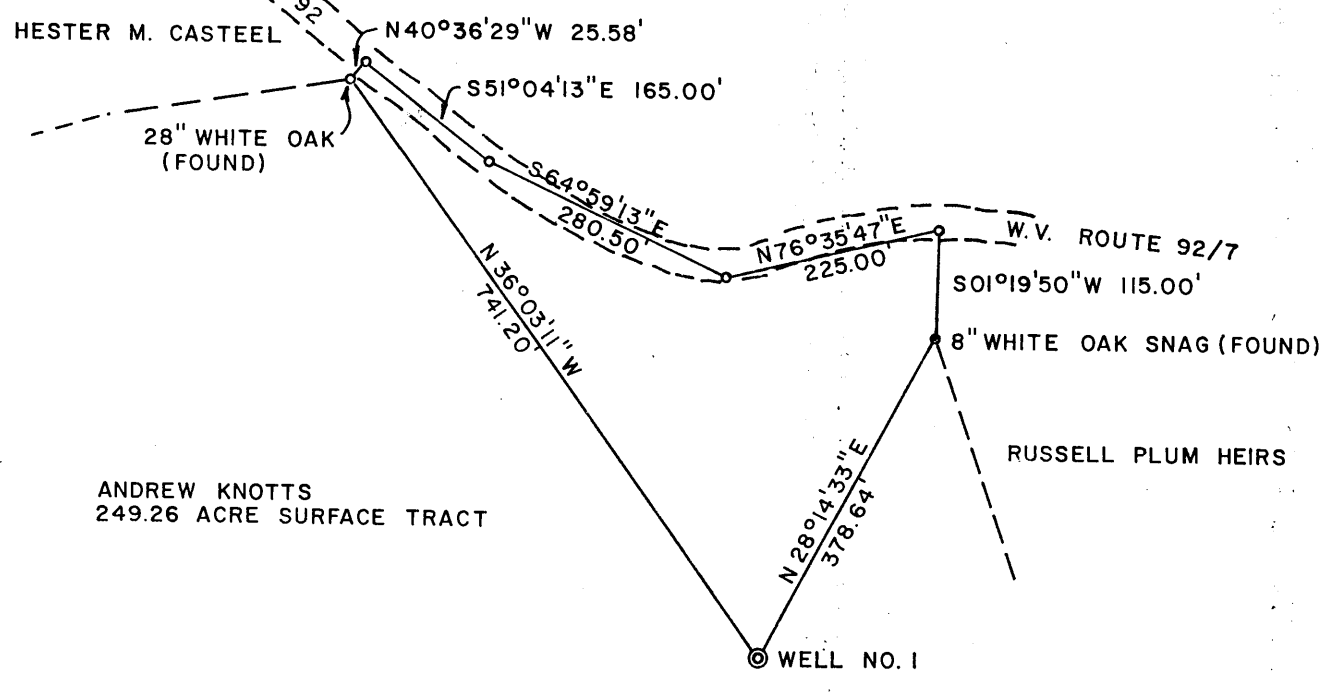 92
HESTER M. CASTEEL
N40°36'29"W 25.58'
S51°04'13"E 165.00'
28" WHITE OAK
(FOUND)
S64°59'13"E
280.50'
N76°35'47"E
225.00'
W.V. ROUTE 92/7
S01°19'50"W 115.00'
8" WHITE OAK SNAG (FOUND)
N 36°03'11" W
741.20'
RUSSELL PLUM HEIRS
ANDREW KNOTTS
249.26 ACRE SURFACE TRACT
N 28°14'33" E
378.64'
WELL NO. 1